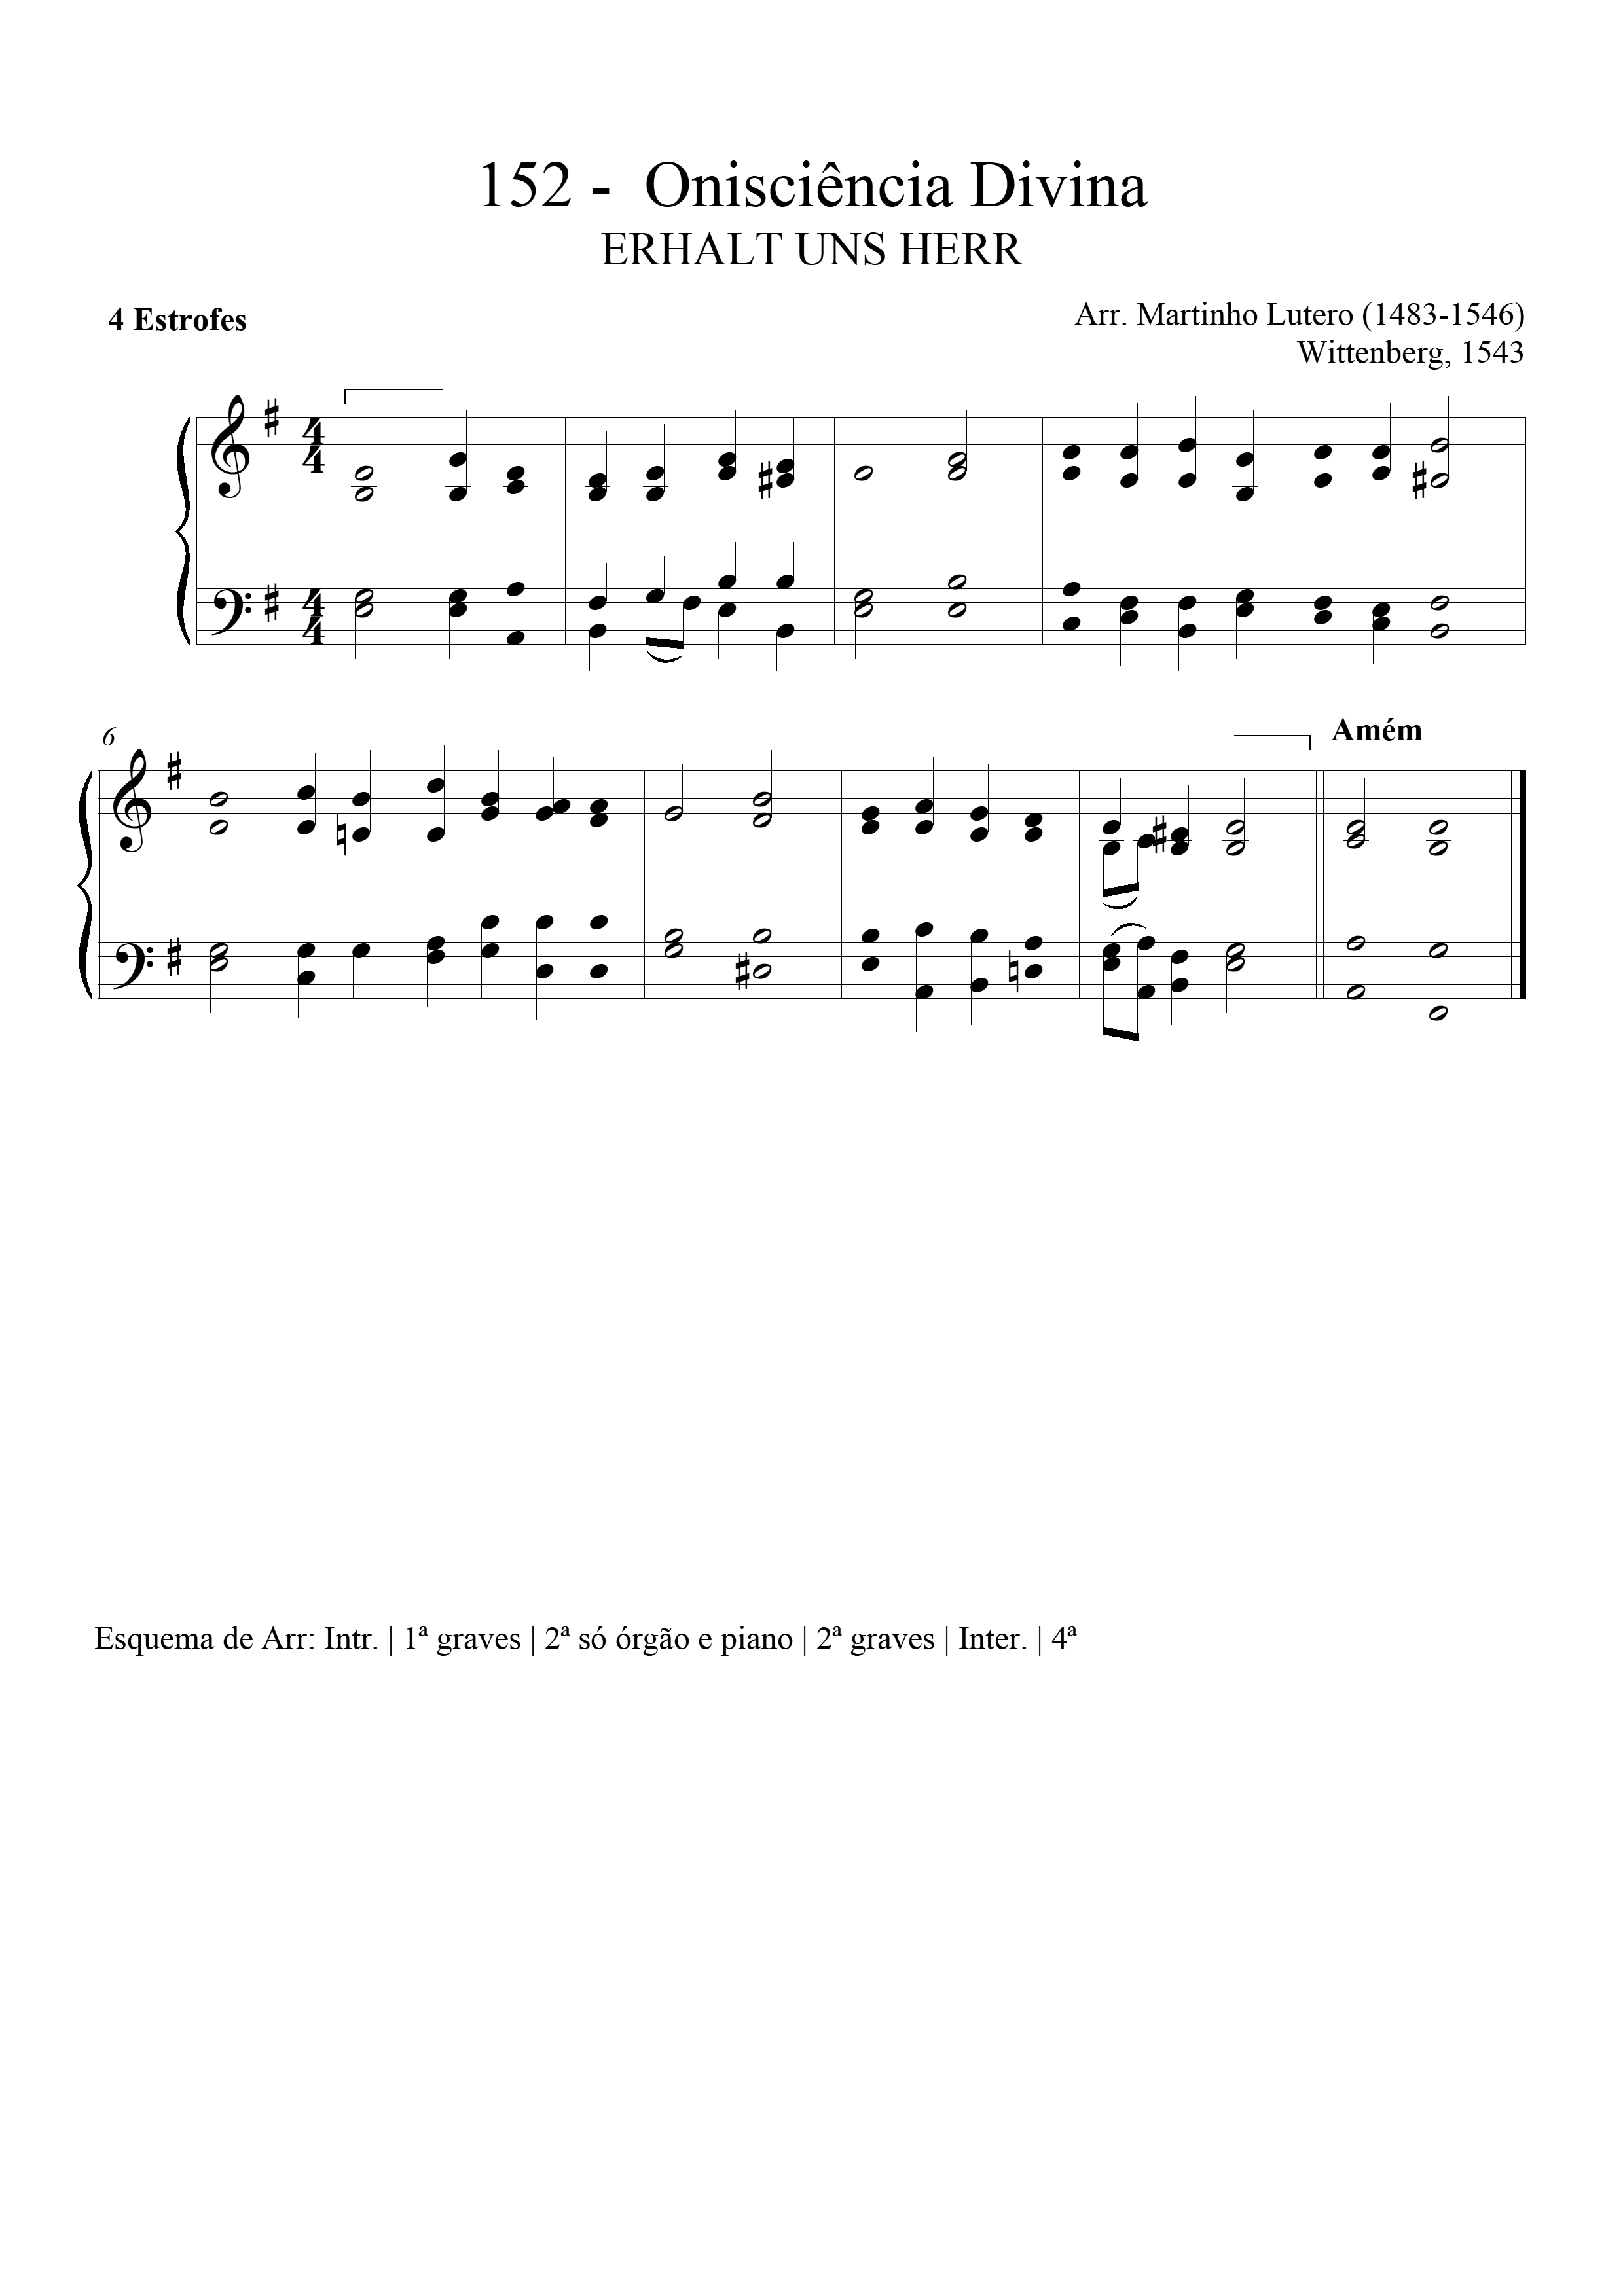 152 - Onisciência Divina
ERHALT UNS HERR
4 Estrofes
Arr. Martinho Lutero (1483-1546)
Wittenberg, 1543
6
Amém
Esquema de Arr: Intr. | 1ª graves | 2ª só órgão e piano | 2ª graves | Inter. | 4ª